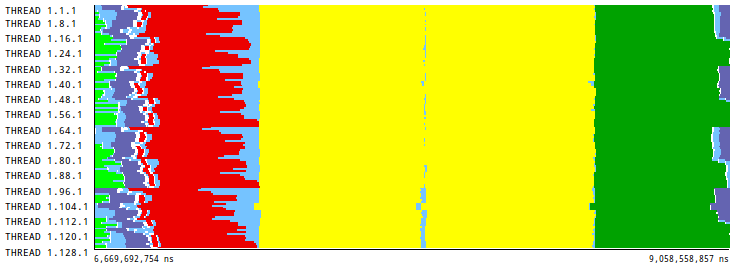 THREAD 1.1.1
THREAD 1.8.1
THREAD 1.16.1
THREAD 1.24.1
THREAD 1.32.1
THREAD 1.40.1
THREAD 1.48.1
THREAD 1.56.1
THREAD 1.64.1
THREAD 1.72.1
THREAD 1.80.1
THREAD 1.88.1
THREAD 1.96.1
THREAD 1.104.1
THREAD 1.112.1
THREAD 1.120.1
THREAD 1.128.1
6,669,692,754 ns
9,058,558,857 ns